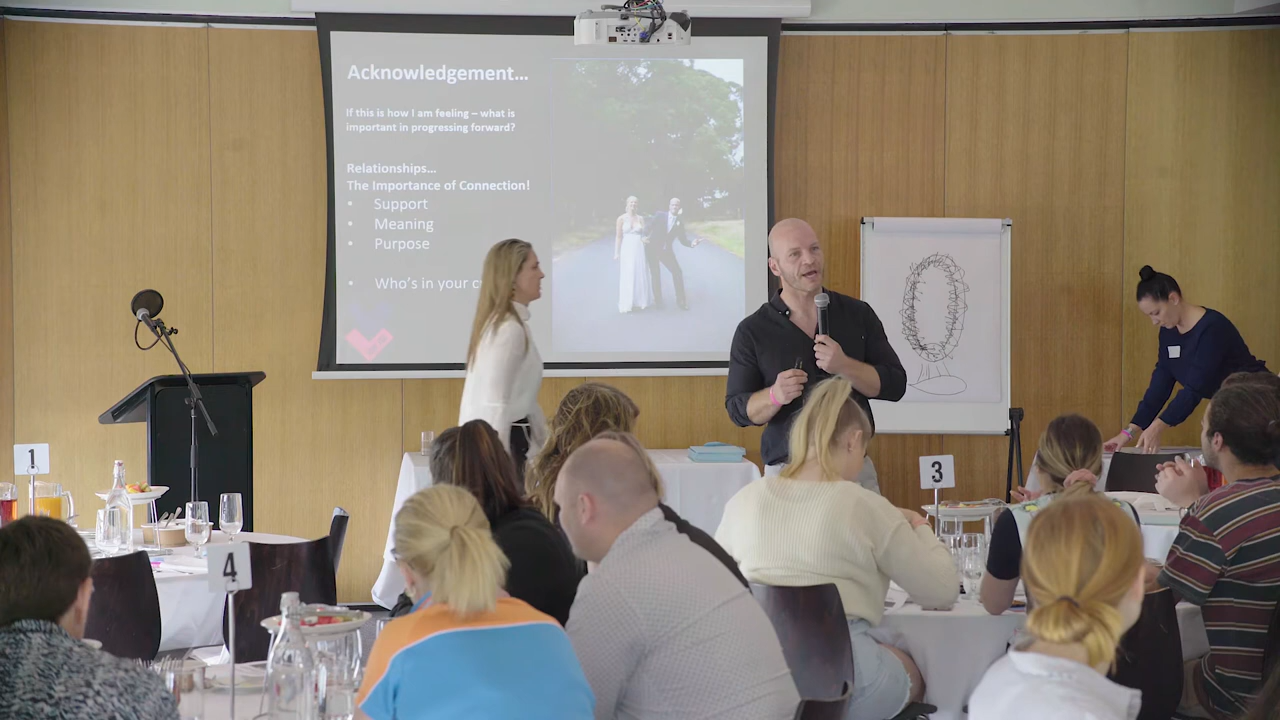 Acknowledgement...
If this is how I am feeling – what is
important in progressing forward?
Relationships...
The Importance of Connection!
• Support
• Meaning
• Purpose
• Who's in your
1
3
4